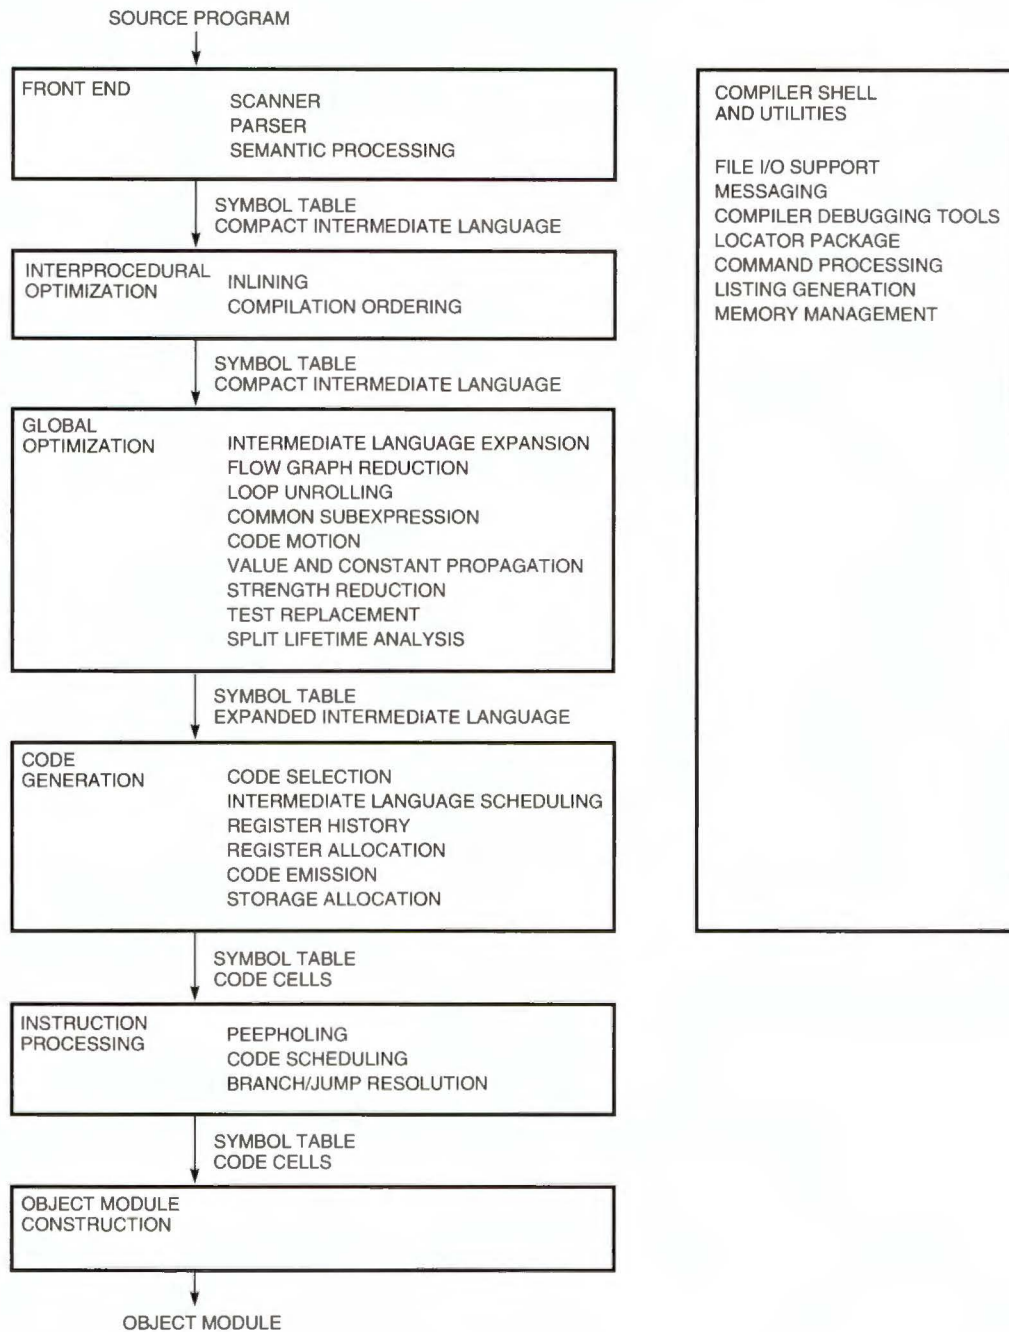 SOURCE PROGRAM
FRONT END
SCANNER
PARSER
SEMANTIC PROCESSING
SYMBOL TABLE
COMPACT INTERMEDIATE LANGUAGE
INTERPROCEDURAL
OPTIMIZATION
INLINING
COMPILATION ORDERING
SYMBOL TABLE
COMPACT INTERMEDIATE LANGUAGE
GLOBAL
OPTIMIZATION
INTERMEDIATE LANGUAGE EXPANSION
FLOW GRAPH REDUCTION
LOOP UNROLLING
COMMON SUBEXPRESSION
CODE MOTION
VALUE AND CONSTANT PROPAGATION
STRENGTH REDUCTION
TEST REPLACEMENT
SPLIT LIFETIME ANALYSIS
SYMBOL TABLE
EXPANDED INTERMEDIATE LANGUAGE
CODE
GENERATION
CODE SELECTION
INTERMEDIATE LANGUAGE SCHEDULING
REGISTER HISTORY
REGISTER ALLOCATION
CODE EMISSION
STORAGE ALLOCATION
SYMBOL TABLE
CODE CELLS
INSTRUCTION
PROCESSING
PEEPHOLING
CODE SCHEDULING
BRANCH/JUMP RESOLUTION
SYMBOL TABLE
CODE CELLS
OBJECT MODULE
CONSTRUCTION
OBJECT MODULE
COMPILER SHELL
AND UTILITIES
FILE I/O SUPPORT
MESSAGING
COMPILER DEBUGGING TOOLS
LOCATOR PACKAGE
COMMAND PROCESSING
LISTING GENERATION
MEMORY MANAGEMENT